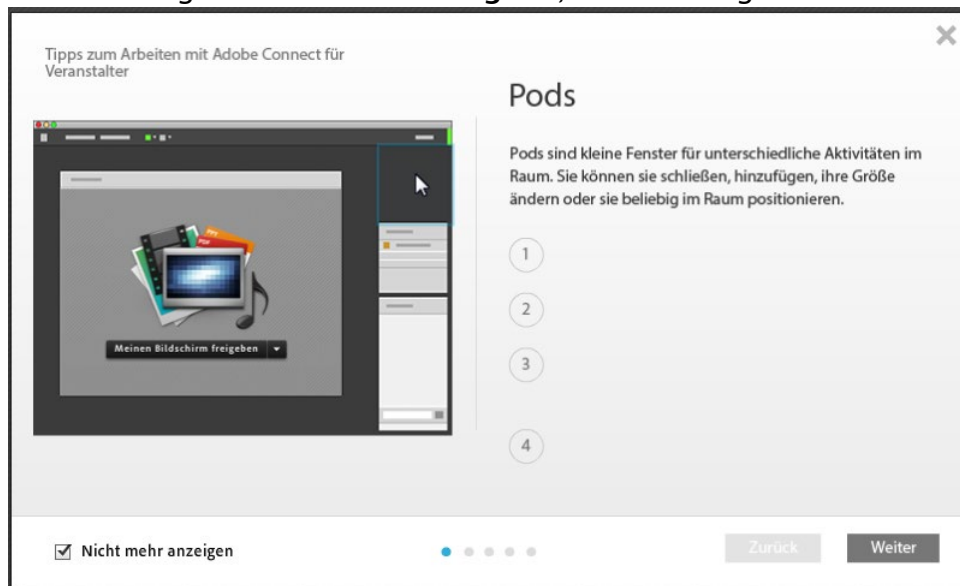 Tipps zum Arbeiten mit Adobe Connect für
Veranstalter
Pods
Pods sind kleine Fenster für unterschiedliche Aktivitäten im
Raum. Sie können sie schließen, hinzufügen, ihre Größe
ändern oder sie beliebig im Raum positionieren.
1
2
3
4
PPT
PDF
Meinen Bildschirm freigeben
Nicht mehr anzeigen
Zurück
Weiter